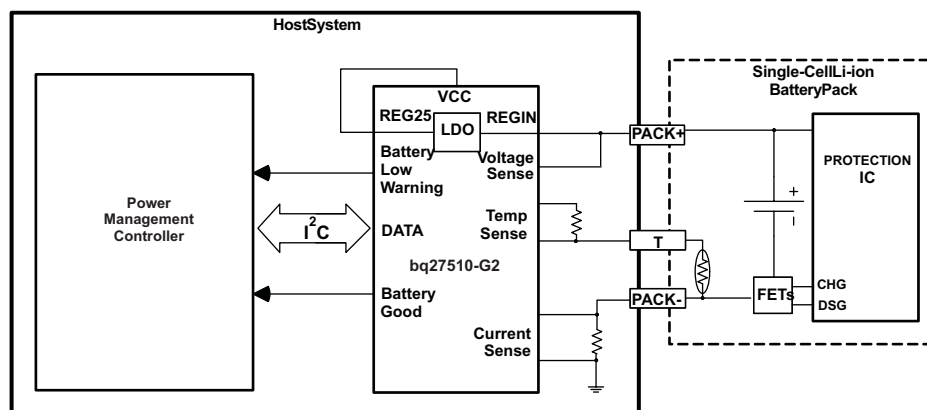 HostSystem
Single-CellLi-ion
BatteryPack
VCC
REG25
LDO
REGIN
PACK+
Battery
Low
Warning
Voltage
Sense
PROTECTION
IC
+
–
Power
Management
Controller
I²C
DATA
Temp
Sense
T
bq27510-G2
Battery
Good
PACK-
FETs
CHG
DSG
Current
Sense